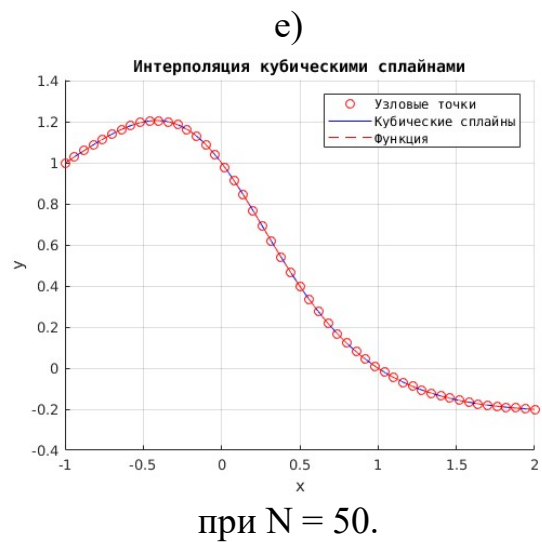 е)
Интерполяция кубическими сплайнами
1.4
1.2
1
0.8
0.6
0.4
0.2
0
-0.2
-0.4
y
Узловые точки
Кубические сплайны
Функция
-1
-0.5
0
0.5
1
1.5
2
x
при N = 50.